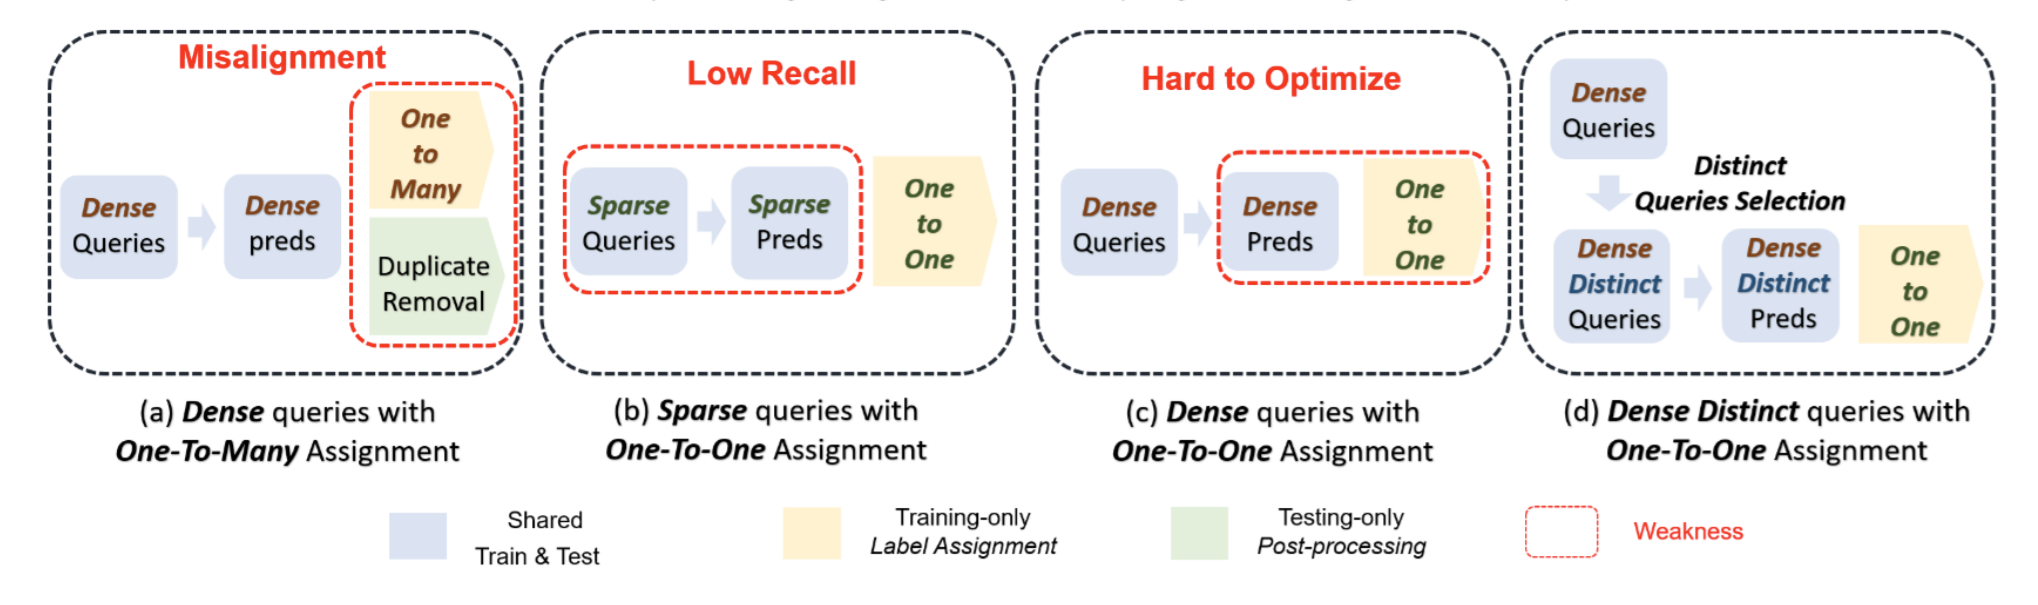 Misalignment
One
to
Many
Dense
Queries
Dense
preds
Duplicate
Removal
(a) Dense queries with
One-To-Many Assignment
Low Recall
Sparse
Queries
Sparse
Preds
One
to
One
(b) Sparse queries with
One-To-One Assignment
Hard to Optimize
Dense
Queries
Dense
Preds
One
to
One
(c) Dense queries with
One-To-One Assignment
Dense
Queries
Distinct
Queries Selection
Dense
Distinct
Queries
Dense
Distinct
Preds
One
to
One
(d) Dense Distinct queries with
One-To-One Assignment
Shared
Train & Test
Training-only
Label Assignment
Testing-only
Post-processing
Weakness